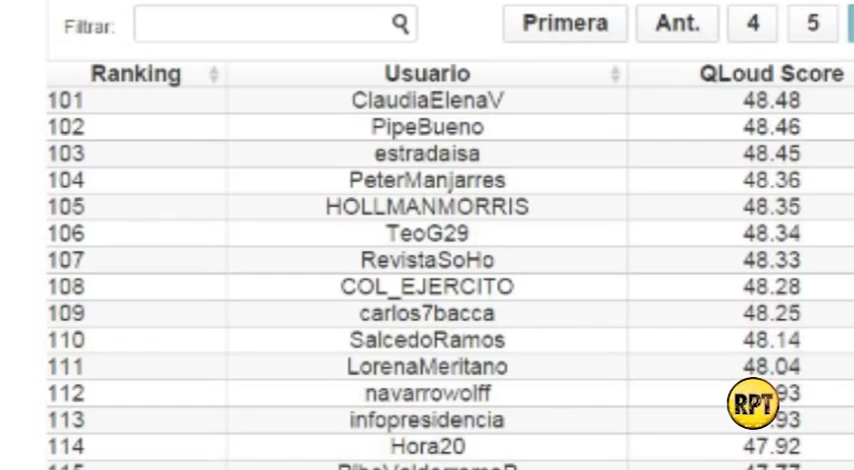 Filtrar:
Primera Ant. 4 5
Ranking Usuario QLoud Score
101 ClaudiaElenaV 48.48
102 PipeBueno 48.46
103 estradaisa 48.45
104 PeterManjarres 48.36
105 HOLLMANMORRIS 48.35
106 TeoG29 48.34
107 RevistaSoHo 48.33
108 COL_EJERCITO 48.28
109 carlos7bacca 48.25
110 SalcedoRamos 48.14
111 LorenaMeritano 48.04
112 navarrowolff 93
RPT
113 infopresidencia .93
114 Hora20 47.92